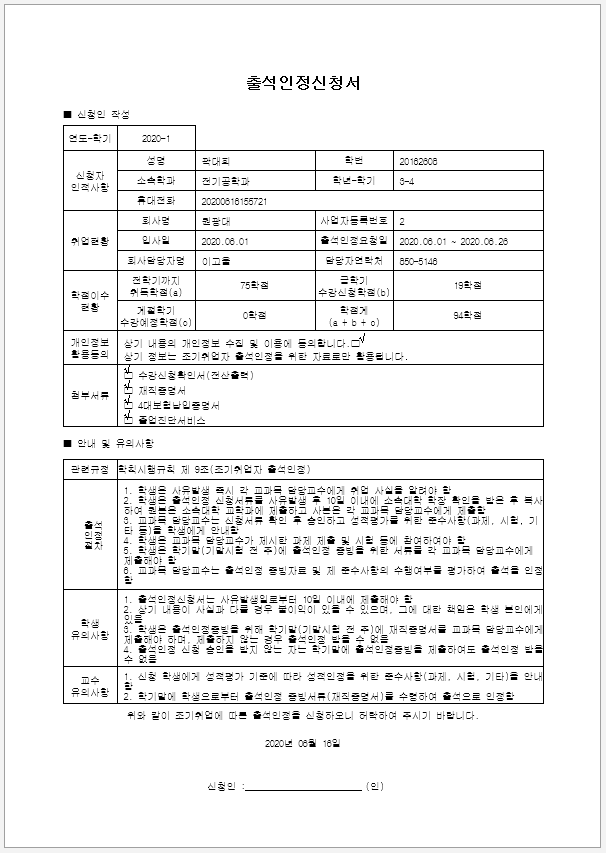 출석인정신청서
■ 신청인 작성
연도-학기 2020-1
신청자 인적사항
성명 곽대희 학번 20162608
소속학과 전기공학과 학년-학기 3-4
휴대전화 20200616155721
취업현황
회사명 원광대 사업자등록번호 2
입사일 2020.06.01 출석인정요청일 2020.06.01 ~ 2020.06.26
회사담당자명 이고을 담당자연락처 850-5146
학점이수 현황
전학기까지 취득학점(a) 75학점 금학기 수강신청학점(b) 19학점
계절학기 수강예정학점(c) 0학점 학점계 (a + b + c) 94학점
개인정보 활용동의
상기 내용의 개인정보 수집 및 이용에 동의합니다.
상기 정보는 조기취업자 출석인정을 위한 자료로만 활용됩니다.
첨부서류
수강신청확인서(전산출력)
재직증명서
4대보험납입증명서
졸업진단서비스
■ 안내 및 유의사항
관련규정 학칙시행규칙 제 9조(조기취업자 출석인정)
출석 인정 절차
1. 학생은 사유발생 즉시 각 교과목 담당교수에게 취업 사실을 알려야 함
2. 학생은 출석인정 신청서류를 사유발생 후 10일 이내에 소속대학 학장 확인을 받은 후 복사
하여 원본은 소속대학 교학과에 제출하고 사본은 각 교과목 담당교수에게 제출함
3. 교과목 담당교수는 신청서류 확인 후 승인하고 성적평가를 위한 준수사항(과제, 시험, 기
타 등)을 학생에게 안내함
4. 학생은 교과목 담당교수가 제시한 과제 제출 및 시험 등에 참여하여야 함
5. 학생은 학기말(기말시험 전 주)에 출석인정 증빙을 위한 서류를 각 교과목 담당교수에게
제출해야 함
6. 교과목 담당교수는 출석인정 증빙자료 및 제 준수사항의 수행여부를 평가하여 출석을 인정
함
학생 유의사항
1. 출석인정신청서는 사유발생일로부터 10일 이내에 제출해야 함
2. 상기 내용이 사실과 다를 경우 불이익이 있을 수 있으며, 그에 대한 책임은 학생 본인에게
있음
3. 학생은 출석인정증빙을 위해 학기말(기말시험 전 주)에 재직증명서를 교과목 담당교수에게
제출해야 하며, 제출하지 않는 경우 출석인정 받을 수 없음
4. 출석인정 신청 승인을 받지 않는 자는 학기말에 출석인정증빙을 제출하여도 출석인정 받을
수 없음
교수 유의사항
1. 신청 학생에게 성적평가 기준에 따라 성적인정을 위한 준수사항(과제, 시험, 기타)을 안내
함
2. 학기말에 학생으로부터 출석인정 증빙서류(재직증명서)를 수령하여 출석으로 인정함
위와 같이 조기취업에 따른 출석인정을 신청하오니 허락하여 주시기 바랍니다.
2020년 06월 16일
신청인 : (인)